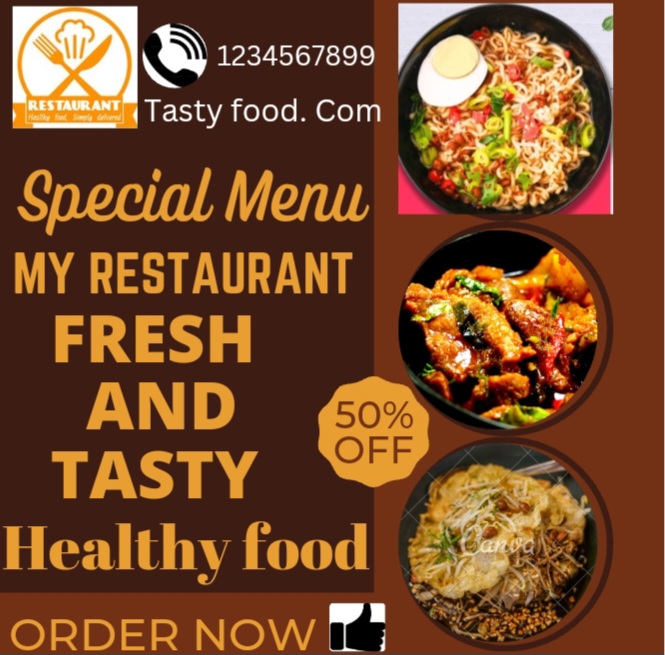 RESTAURANT
Healthy food, Simply delivered
1234567899
Tasty food. Com
Special Menu
MY RESTAURANT
FRESH
AND
TASTY
Healthy food
50%
OFF
Canva
ORDER NOW